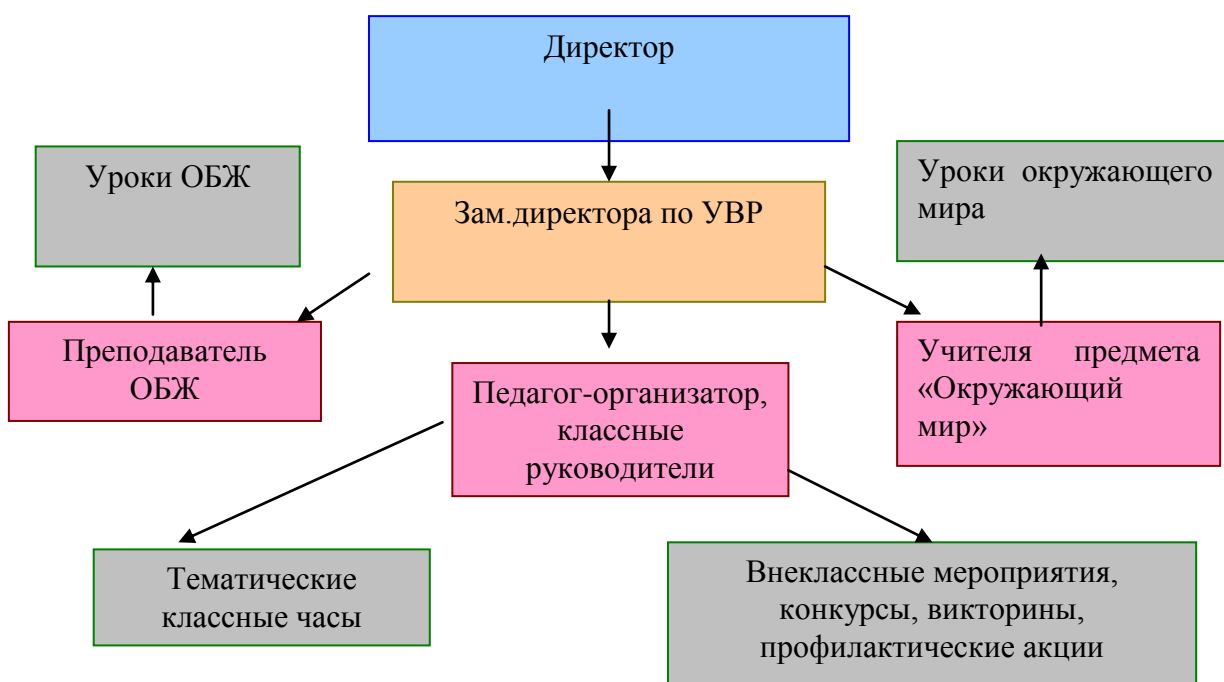 Директор
Уроки ОБЖ
Уроки окружающего
мира
Зам.директора по УВР
Преподаватель
ОБЖ
Педагог-организатор,
классные
руководители
Учителя предмета
«Окружающий
мир»
Тематические
классные часы
Внеклассные мероприятия,
конкурсы, викторины,
профилактические акции